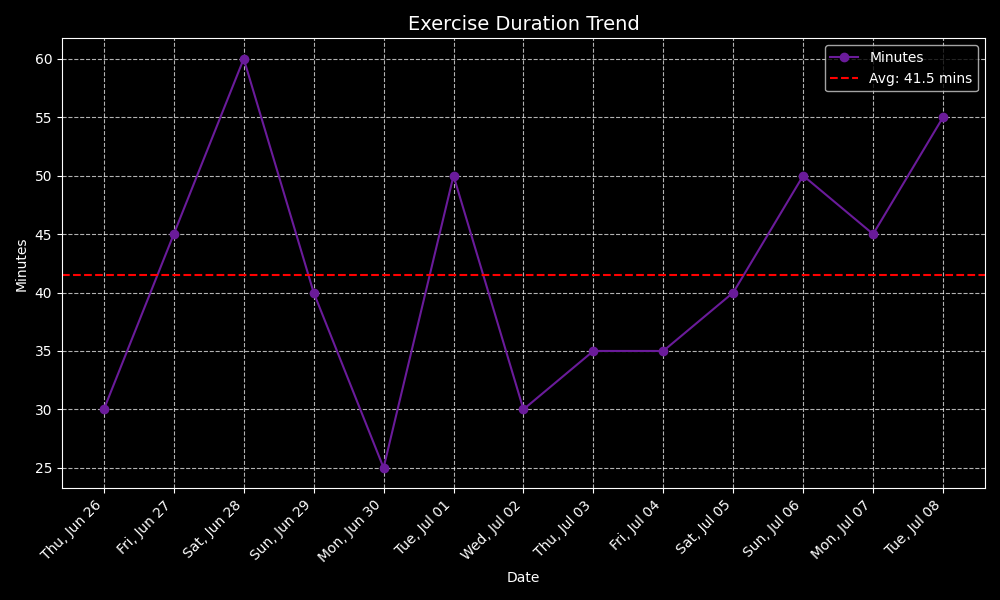 Exercise Duration Trend
Minutes
Avg: 41.5 mins
60
55
50
45
40
35
30
25
Minutes
Thu, Jun 26
Fri, Jun 27
Sat, Jun 28
Sun, Jun 29
Mon, Jun 30
Tue, Jul 01
Wed, Jul 02
Thu, Jul 03
Fri, Jul 04
Sat, Jul 05
Sun, Jul 06
Mon, Jul 07
Tue, Jul 08
Date